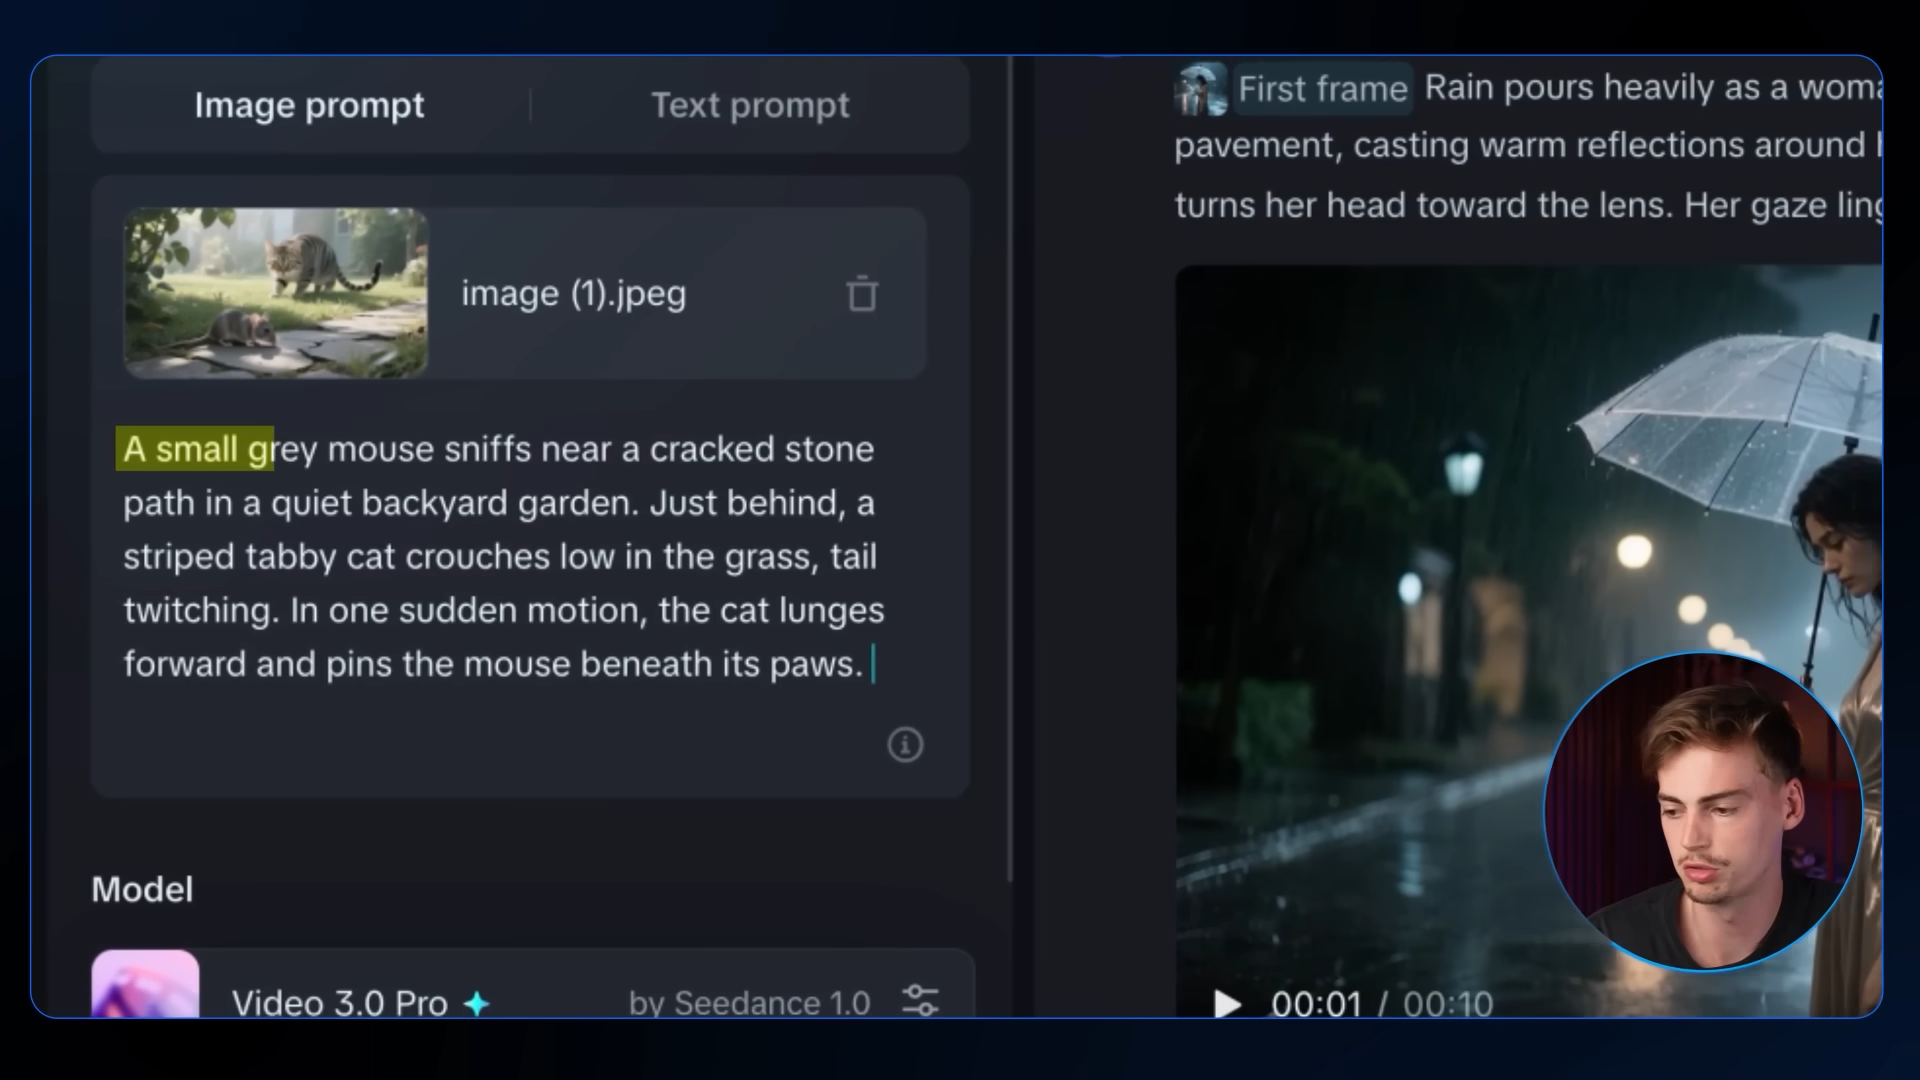 Image prompt
Text prompt
image (1).jpeg
A small grey mouse sniffs near a cracked stone
path in a quiet backyard garden. Just behind, a
striped tabby cat crouches low in the grass, tail
twitching. In one sudden motion, the cat lunges
forward and pins the mouse beneath its paws.
Model
Video 3.0 Pro
by Seedance 1.0
First frame Rain pours heavily as a
pavement, casting warm reflections around
turns her head toward the lens. Her gaze
00:01 / 00:10